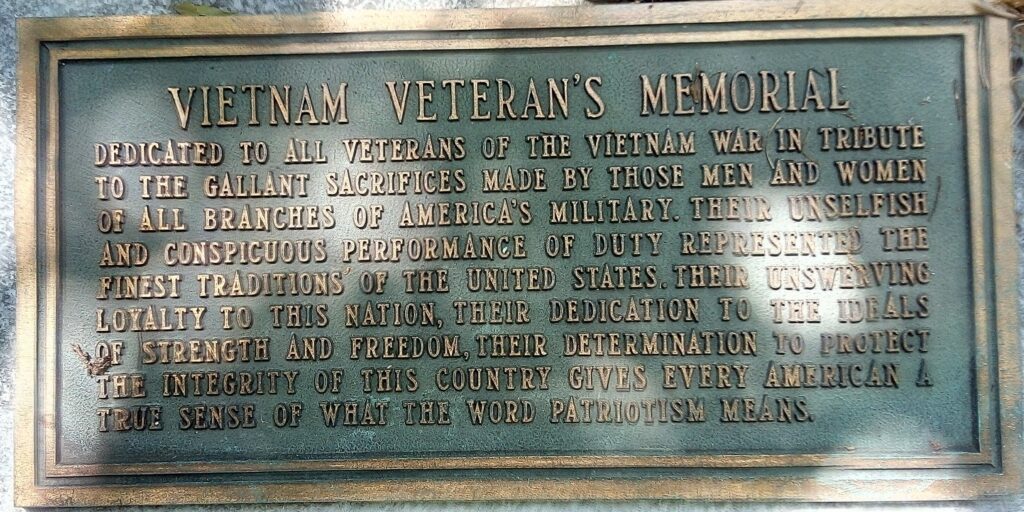 VIETNAM VETERAN'S MEMORIAL
DEDICATED TO ALL VETERANS OF THE VIETNAM WAR IN TRIBUTE
TO THE GALLANT SACRIFICES MADE BY THOSE MEN AND WOMEN
OF ALL BRANCHES OF AMERICA'S MILITARY. THEIR UNSELFISH
AND CONSPICUOUS PERFORMANCE OF DUTY REPRESENTED THE
FINEST TRADITIONS' OF THE UNITED STATES. THEIR UNSWERVING
LOYALTY TO THIS NATION, THEIR DEDICATION TO THE IDEALS
OF STRENGTH AND FREEDOM, THEIR DETERMINATION TO PROTECT
THE INTEGRITY OF THIS COUNTRY GIVES EVERY AMERICAN A
TRUE SENSE OF WHAT THE WORD PATRIOTISM MEANS.